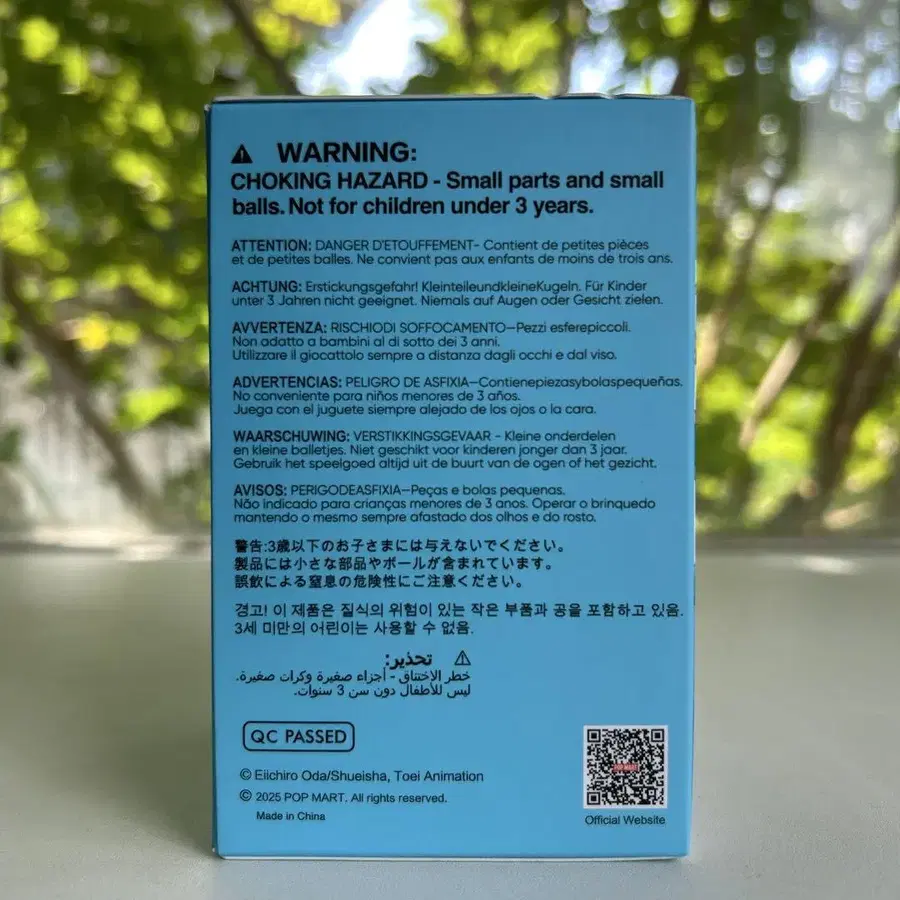 ⚠ WARNING:
CHOKING HAZARD - Small parts and small
balls. Not for children under 3 years.
ATTENTION: DANGER D'ETOUFFEMENT- Contient de petites pièces
et de petites balles. Ne convient pas aux enfants de moins de trois ans.
ACHTUNG: Erstickungsgefahr! KleinteileundkleineKugeln. Für Kinder
unter 3 Jahren nicht geeignet. Niemals auf Augen oder Gesicht zielen.
AVVERTENZA: RISCHIODI SOFFOCAMENTO—Pezzi esferepiccoli.
Non adatto a bambini al di sotto dei 3 anni.
Utilizzare il giocattolo sempre a distanza dagli occhi e dal viso.
ADVERTENCIAS: PELIGRO DE ASFIXIA—Contienepiezasybolaspequeñas.
No conveniente para niños menores de 3 años.
Juega con el juguete siempre alejado de los ojos o la cara.
WAARSCHUWING: VERSTIKKINGSGEVAAR - Kleine onderdelen
en kleine balletjes. Niet geschikt voor kinderen jonger dan 3 jaar.
Gebruik het speelgoed altijd uit de buurt van de ogen of het gezicht.
AVISOS: PERIGODEASFIXIA—Peças e bolas pequenas.
Não indicado para crianças menores de 3 anos. Operar o brinquedo
mantendo o mesmo sempre afastado dos olhos e do rosto.
警告:3歳以下のお子さまには与えないでください。
製品には小さな部品やボールが含まれています。
誤飲による窒息の危険性にご注意ください。
경고! 이 제품은 질식의 위험이 있는 작은 부품과 공을 포함하고 있음.
3세 미만의 어린이는 사용할 수 없음.
⚠ تحذير:
خطر الاختناق - أجزاء صغيرة وكرات صغيرة.
ليس للأطفال دون سن 3 سنوات.
QC PASSED
© Eiichiro Oda/Shueisha, Toei Animation
© 2025 POP MART. All rights reserved.
Made in China
POP MART
Official Website